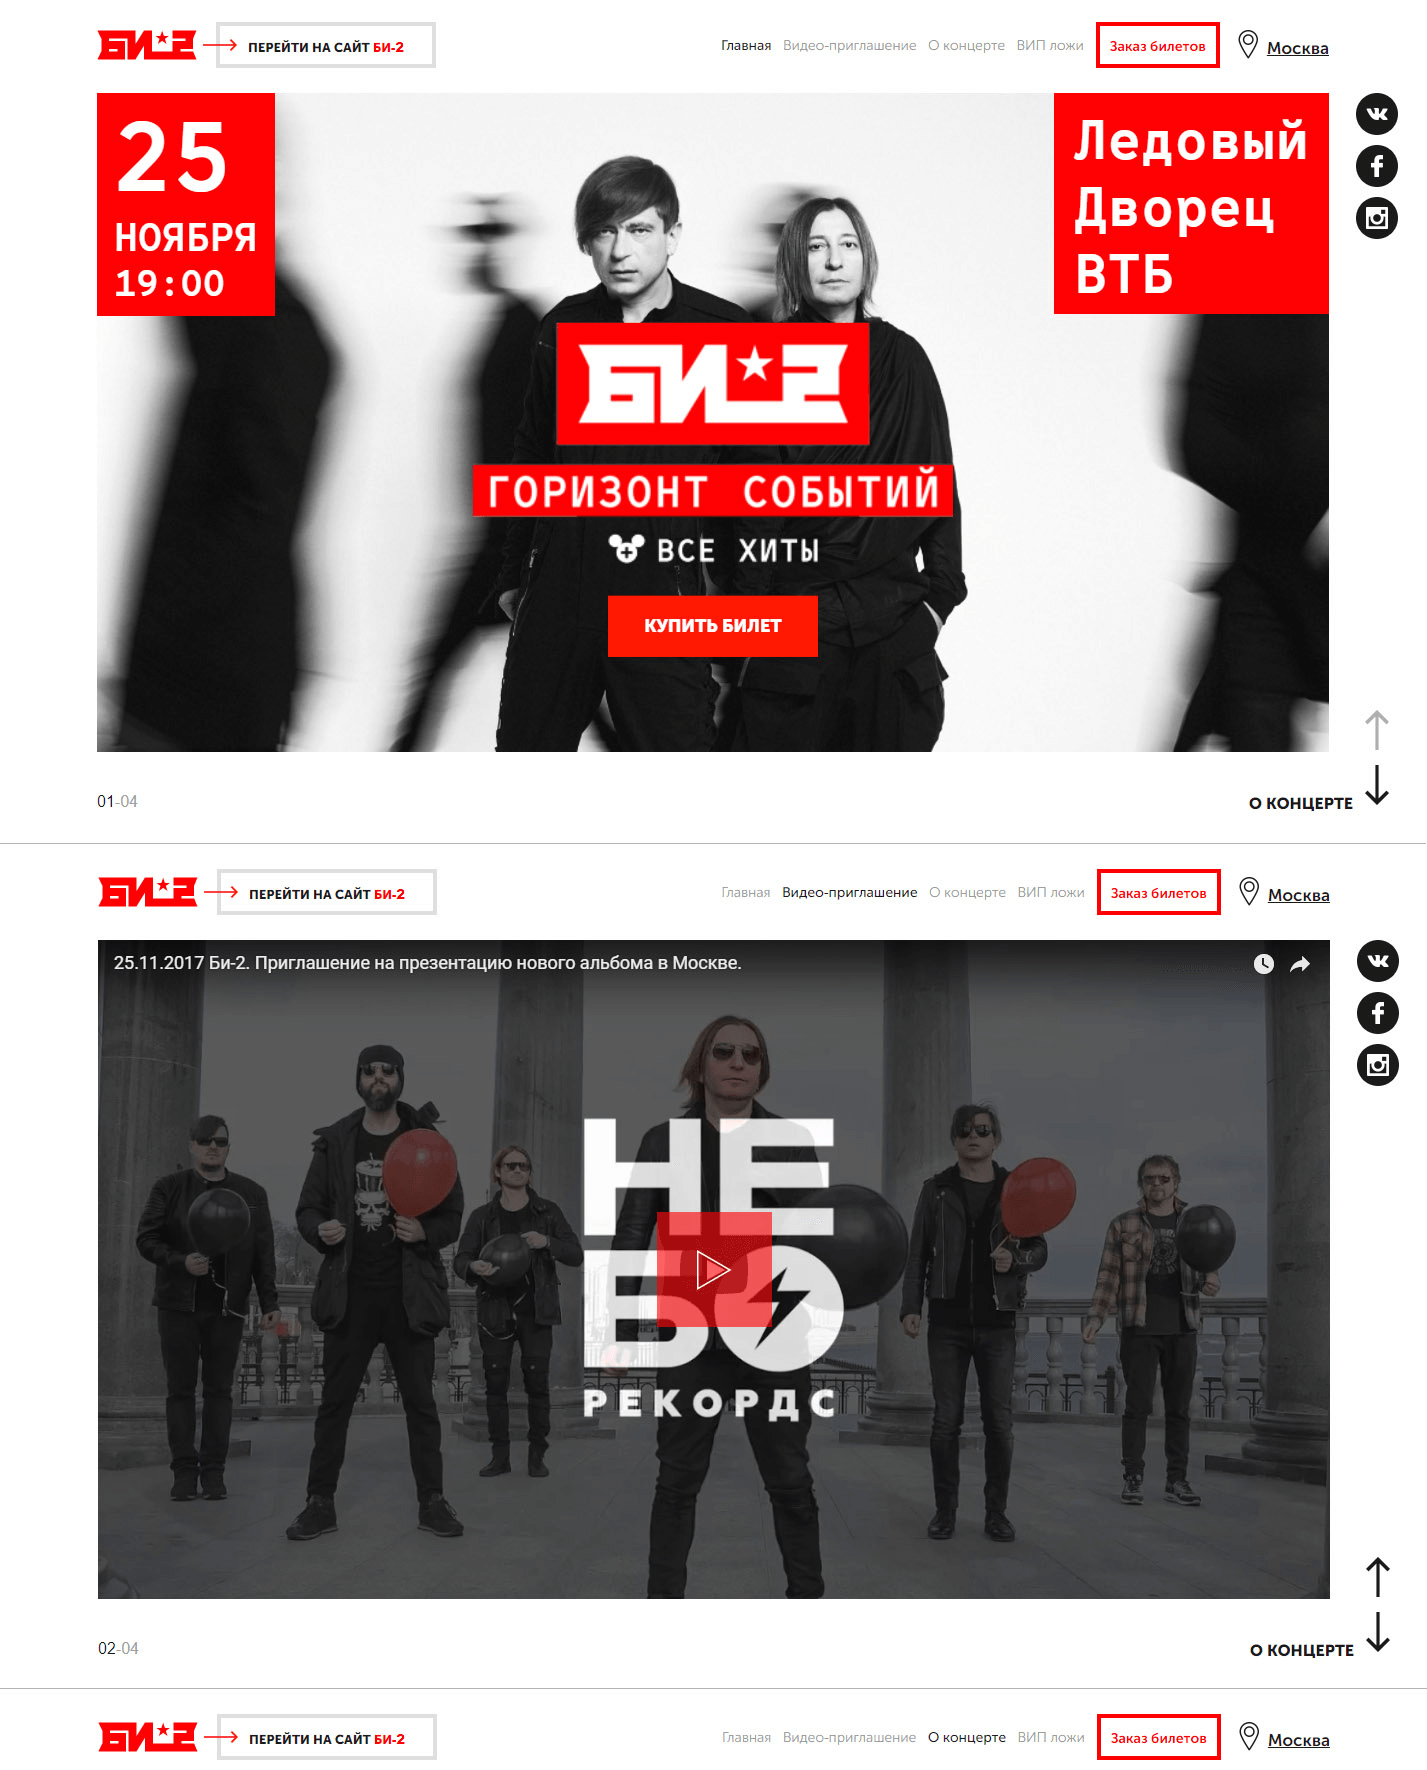 БИ-2
ПЕРЕЙТИ НА САЙТ БИ-2
Главная Видео-приглашение О концерте ВИП ложи
Заказ билетов
Москва
25
НОЯБРЯ
19:00
Ледовый
Дворец
ВТБ
БИ-2
ГОРИЗОНТ СОБЫТИЙ
ВСЕ ХИТЫ
КУПИТЬ БИЛЕТ
01-04
О КОНЦЕРТЕ
БИ-2
ПЕРЕЙТИ НА САЙТ БИ-2
Главная Видео-приглашение О концерте ВИП ложи
Заказ билетов
Москва
25.11.2017 Би-2. Приглашение на презентацию нового альбома в Москве.
НЕ
БО
РЕКОРДС
02-04
О КОНЦЕРТЕ
БИ-2
ПЕРЕЙТИ НА САЙТ БИ-2
Главная Видео-приглашение О концерте ВИП ложи
Заказ билетов
Москва